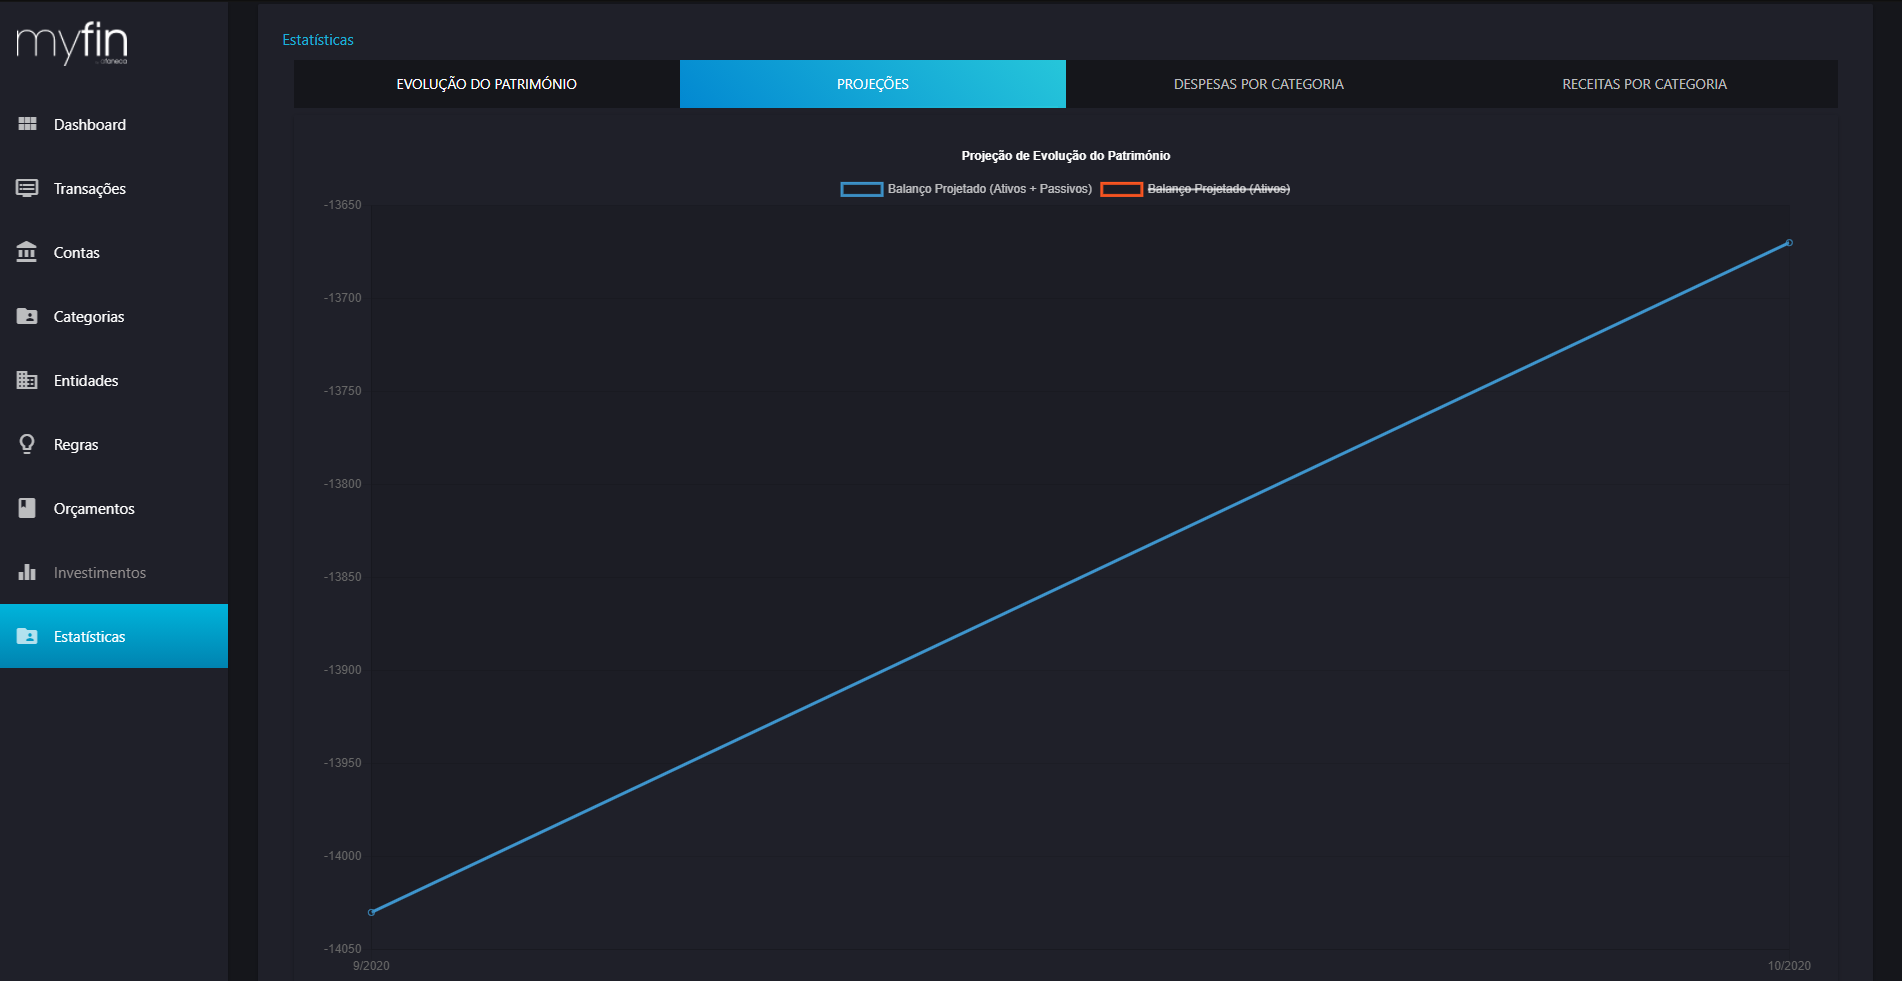 myfin
Dashboard
Transações
Contas
Categorias
Entidades
Regras
Orçamentos
Investimentos
Estatísticas
Estatísticas
EVOLUÇÃO DO PATRIMÓNIO
PROJEÇÕES
DESPESAS POR CATEGORIA
RECEITAS POR CATEGORIA
Projeção de Evolução do Património
Balanço Projetado (Ativos + Passivos)
Balanço Projetado (Ativos)
-13650
-13700
-13750
-13800
-13850
-13900
-13950
-14000
-14050
9/2020
10/2020